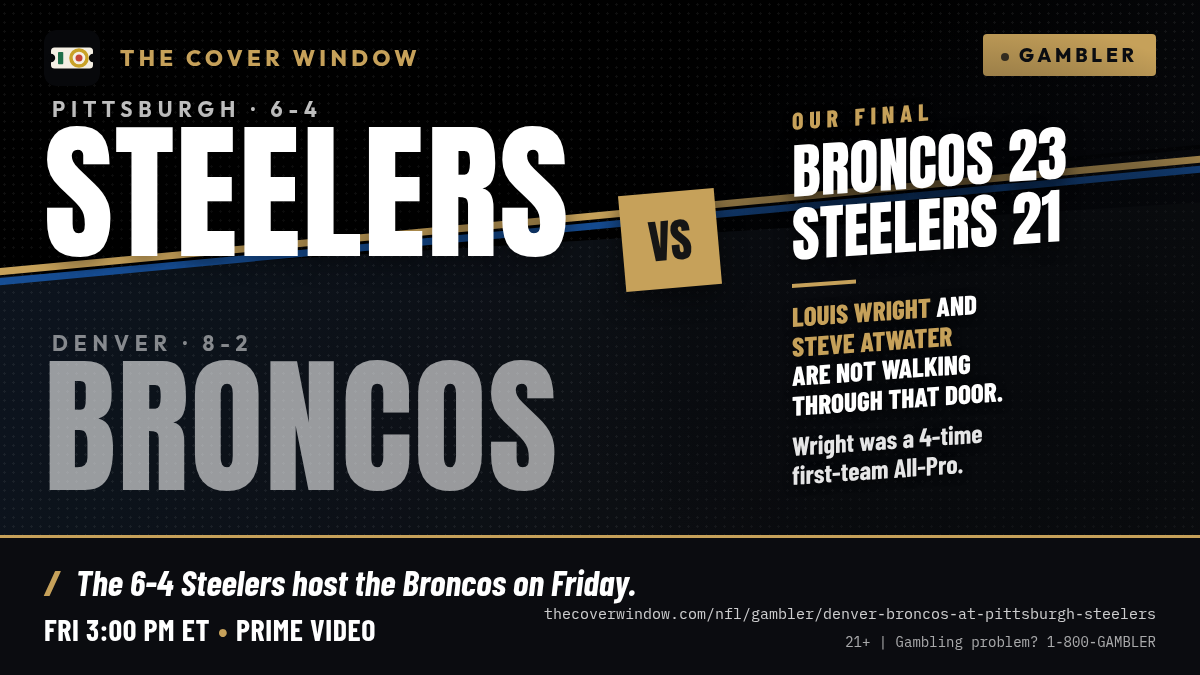 THE COVER WINDOW
• GAMBLER
PITTSBURGH · 6-4
STEELERS
VS
DENVER · 8-2
BRONCOS
OUR FINAL
BRONCOS 23
STEELERS 21
LOUIS WRIGHT AND
STEVE ATWATER
ARE NOT WALKING
THROUGH THAT DOOR.
Wright was a 4-time
first-team All-Pro.
/ The 6-4 Steelers host the Broncos on Friday.
FRI 3:00 PM ET • PRIME VIDEO
thecoverwindow.com/nfl/gambler/denver-broncos-at-pittsburgh-steelers
21+ | Gambling problem? 1-800-GAMBLER